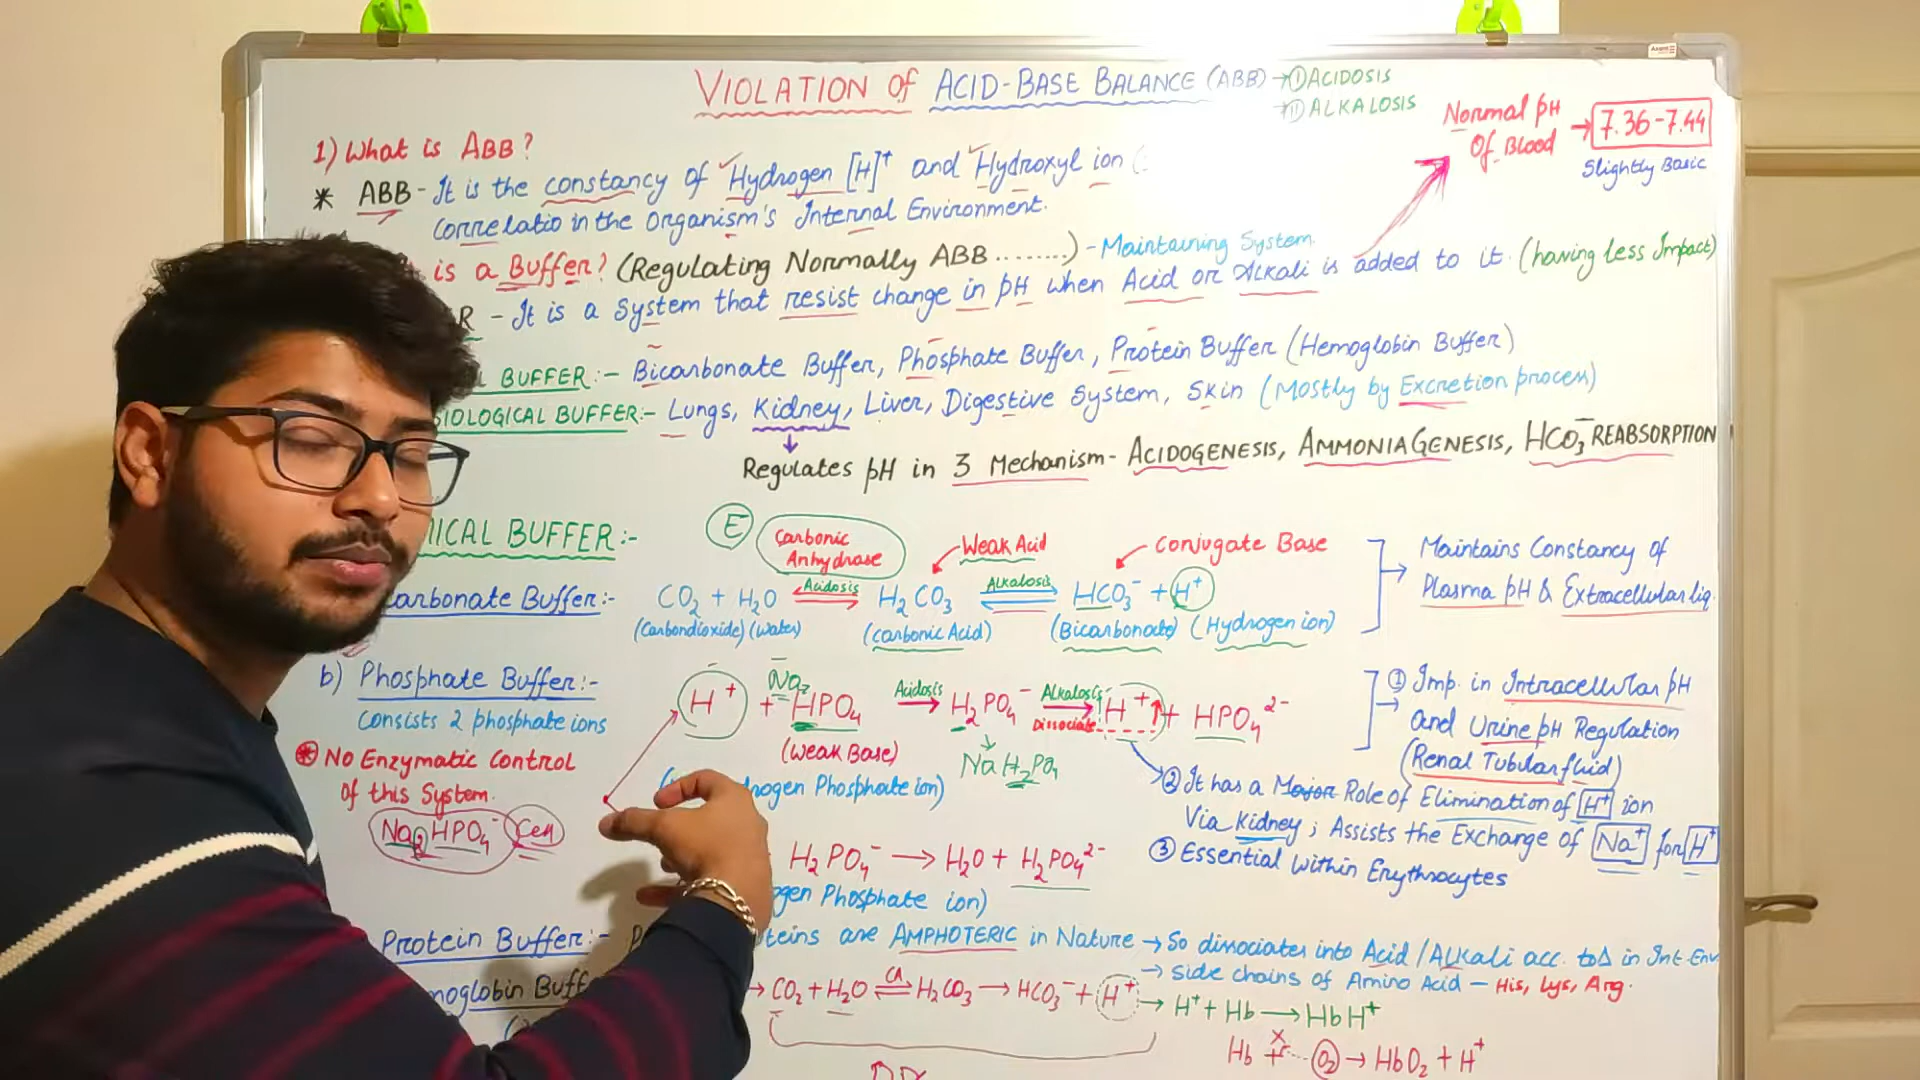 VIOLATION Of ACID-BASE BALANCE (ABB) → I) ACIDOSIS
II) ALKALOSIS
Normal pH Of Blood → 7.36-7.44
Slightly Basic
1) What is ABB?
* ABB - It is the constancy of Hydrogen [H]+ and Hydroxyl ion (
Correlatio in the Organism's Internal Environment.
is a Buffer? (Regulating Normally ABB ........) - Maintaining System.
R - It is a System that resist change in pH when Acid or Alkali is added to it (having less Impact)
BUFFER:- Bicarbonate Buffer, Phosphate Buffer, Protein Buffer (Hemoglobin Buffer)
IOLOGICAL BUFFER:- Lungs, Kidney, Liver, Digestive System, Skin (Mostly by Excretion process)
↓
Regulates pH in 3 Mechanism - ACIDOGENESIS, AMMONIAGENESIS, HCO3- REABSORPTION
ICAL BUFFER:-
E Carbonic Anhydrase
Weak Acid
Conjugate Base
arbonate Buffer:- CO2 + H2O Acidosis H2CO3 Alkalosis HCO3- + H+
(Carbondioxide) (Water) (Carbonic Acid) (Bicarbonate) (Hydrogen ion)
Maintains Constancy of
Plasma pH & Extracellular liq.
b) Phosphate Buffer:-
Consists 2 phosphate ions
H+ + Na2 HPO4 Acidosis → H2PO4- Alkalosis Dissociate → H+ ↑ + HPO4 2-
(Weak Base) NaH2PO4
rogen Phosphate ion)
① Imp. in Intracellular pH
and Urine pH Regulation
(Renal Tubular fluid)
② It has a Major Role of Elimination of H+ ion
Via Kidney; Assists the Exchange of Na+ for H+
③ Essential within Erythrocytes
* No Enzymatic Control
of this System.
Na2HPO4- Cell
H2PO4- → H2O + H2PO4 2-
gen Phosphate ion)
Protein Buffer:- P teins are AMPHOTERIC in Nature → So dissociates into Acid / Alkali acc. to Δ in Int. Env
→ side chains of Amino Acid - His, Lys, Arg.
moglobin Buff → CO2 + H2O CA ⇌ H2CO3 → HCO3- + H+ → H+ + Hb → HbH+
Hb + O2 → HbO2 + H+